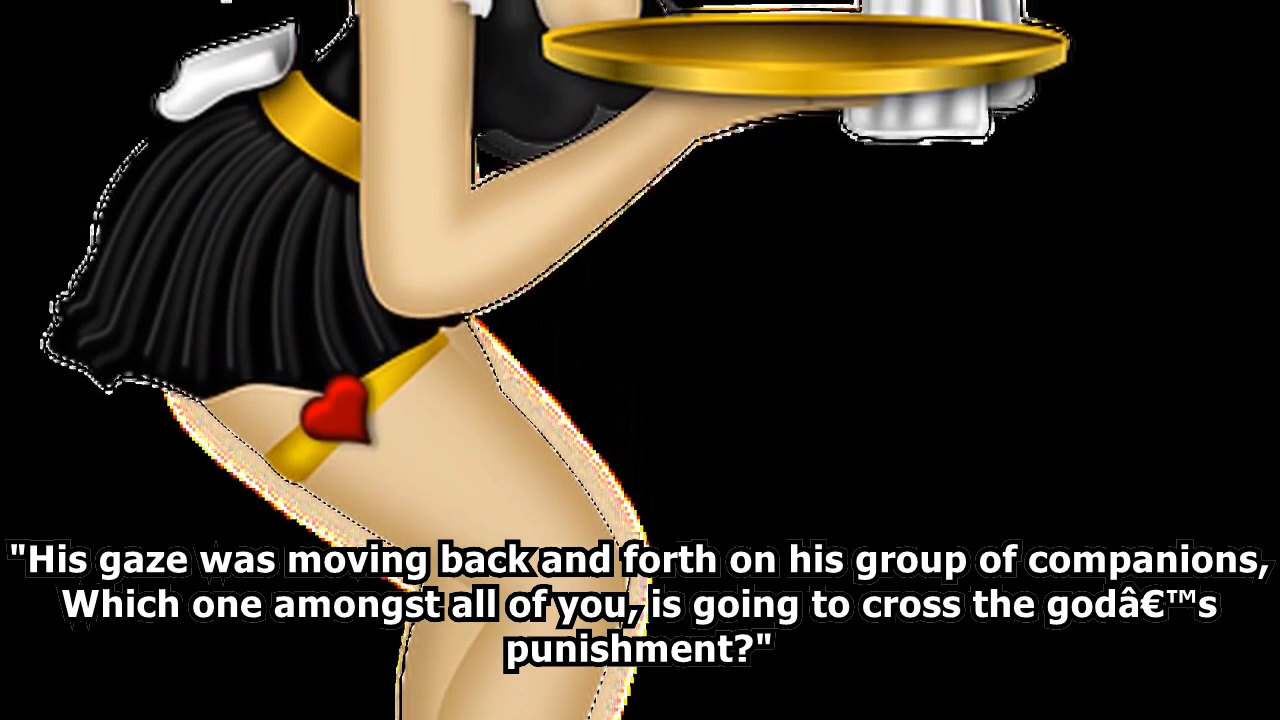 "His gaze was moving back and forth on his group of companions,
Which one amongst all of you, is going to cross the godâ€™s
punishment?"